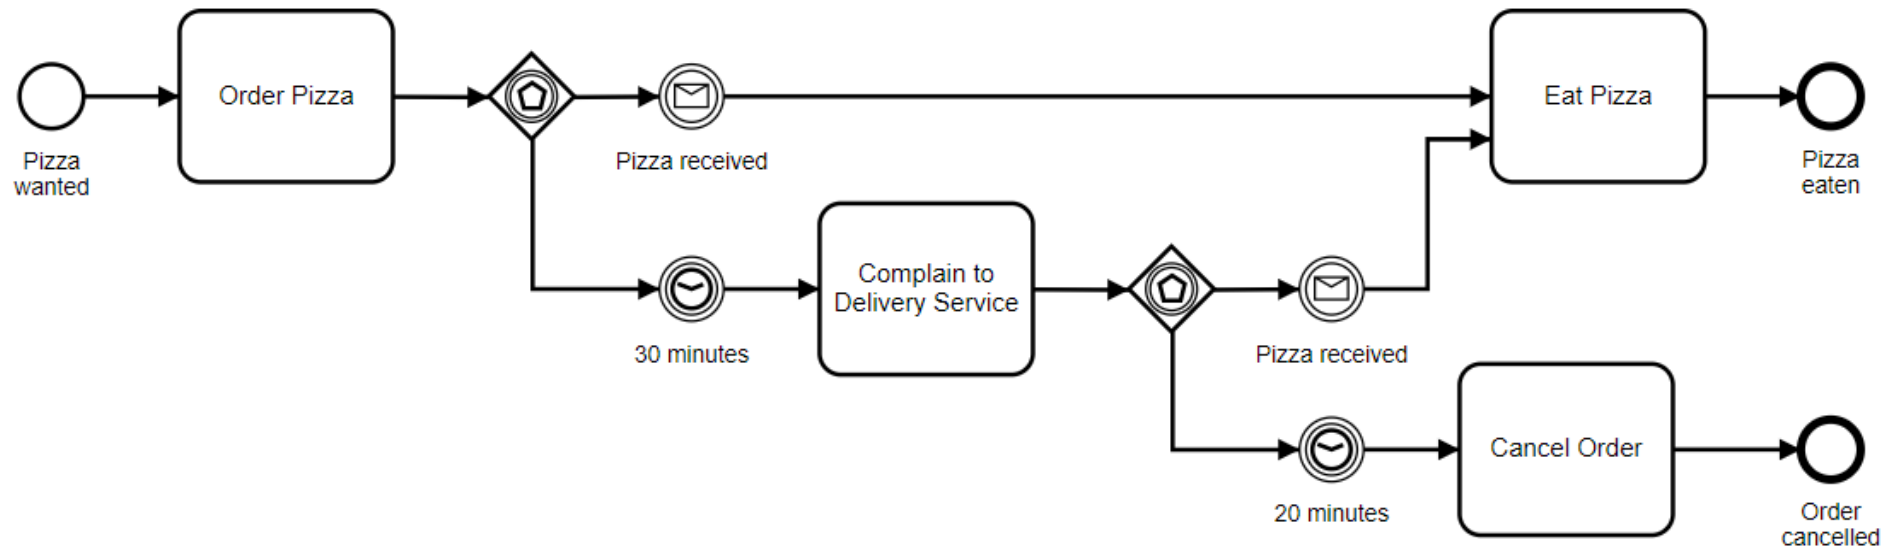 Order Pizza
Eat Pizza
Pizza
wanted
Pizza received
Pizza
eaten
Complain to
Delivery Service
30 minutes
Pizza received
Cancel Order
20 minutes
Order
cancelled